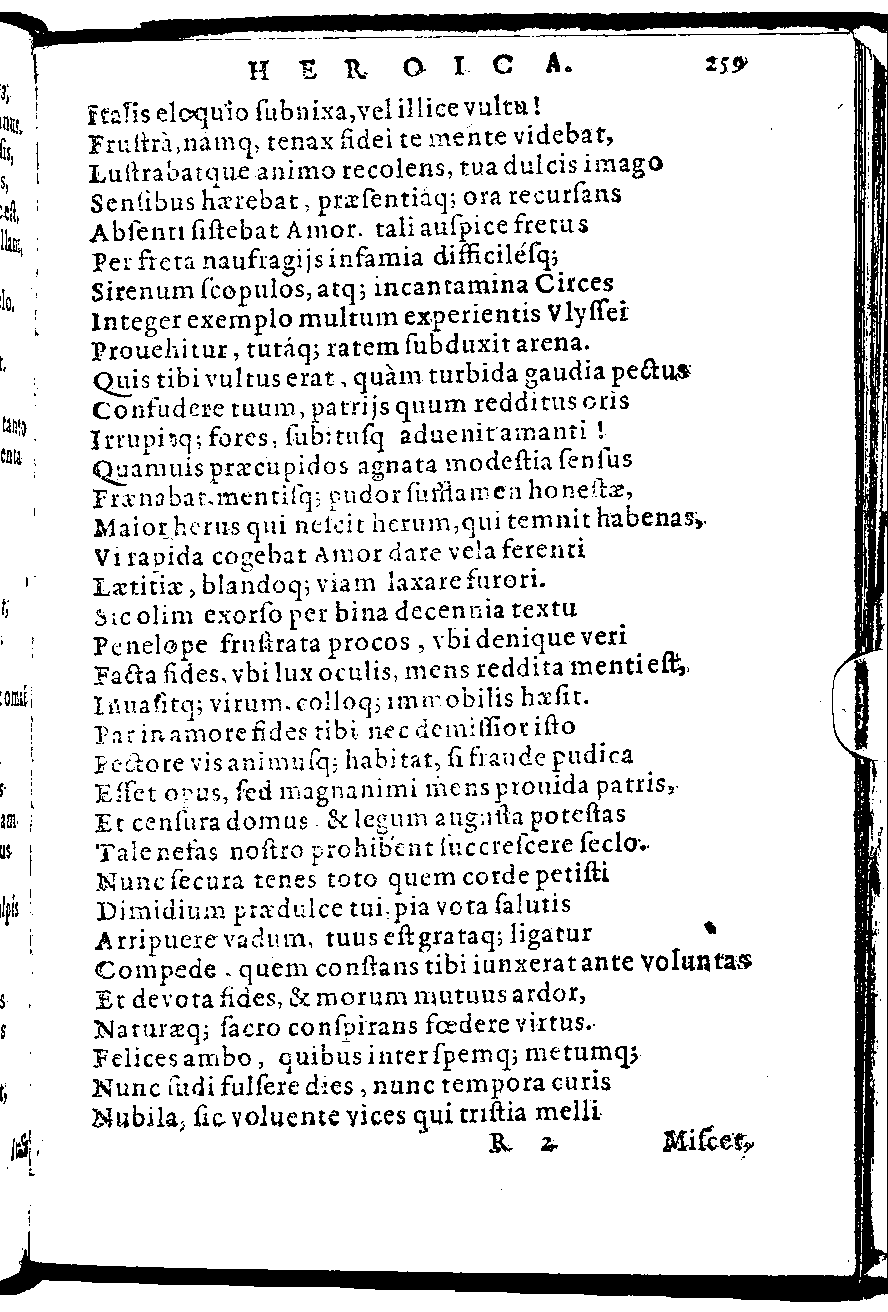 HEROICA. 259
Italis eloquio ſubnixa, vel illice vultu!
Fruſtrà, namq, tenax fidei te mente videbat,
Luſtrabatque animo recolens, tua dulcis imago
Senſibus hærebat, præſentiáq; ora recurſans
Abſenti ſiſtebat Amor. tali auſpice fretus
Per freta naufragijs infamia difficiléſq;
Sirenum ſcopulos, atq; incantamina Circes
Integer exemplo multum experientis Vlyſſei
Prouehitur, tutáq; ratem ſubduxit arena.
Quis tibi vultus erat, quàm turbida gaudia pectus
Confudere tuum, patrijs quum redditus oris
Irrupitq; fores, ſubituſq aduenit amanti!
Quamuis præcupidos agnata modeſtia ſenſus
Frænabat, mentiſq; pudor honeſtæ,
Maior herus qui neſcit herum, qui temnit habenas,
Vi rapida cogebat Amor dare vela ferenti
Lætitiæ, blandoq; viam laxare furori.
Sic olim exorſo per bina decennia textu
Penelope fruſtrata procos, vbi denique veri
Facta fides, vbi lux oculis, mens reddita menti eſt,
Inuaſitq; virum, colloq; immobilis hæſit.
Par in amore fides tibi nec demiſſior iſto
Pectore vis animuſq; habitat, ſi fraude pudica
Eſſet opus, ſed magnanimi mens prouida patris,
Et cenſura domus & legum auguſta poteſtas
Tale nefas noſtro prohibent ſuccreſcere ſeclo.
Nunc ſecura tenes toto quem corde petiſti
Dimidium prædulce tui, pia vota ſalutis
Arripuere vadum, tuus eſt grataq; ligatur
Compede, quem conſtans tibi iunxerat ante voluntas
Et devota fides, & morum mutuus ardor,
Naturæq; ſacro conſpirans fœdere virtus.
Felices ambo, quibus inter ſpemq; metumq;
Nunc ſudi fulſere dies, nunc tempora curis
Nubila, ſic voluente vices qui triſtia melli
R 2 Miſcet,